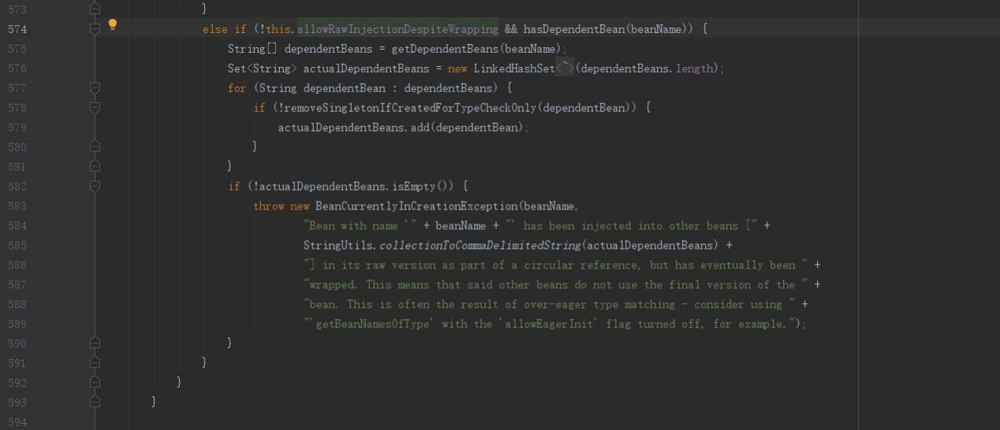 573 }
574 else if (!this.allowRawInjectionDespiteWrapping && hasDependentBean(beanName)) {
575 String[] dependentBeans = getDependentBeans(beanName);
576 Set<String> actualDependentBeans = new LinkedHashSet<~>(dependentBeans.length);
577 for (String dependentBean : dependentBeans) {
578 if (!removeSingletonIfCreatedForTypeCheckOnly(dependentBean)) {
579 actualDependentBeans.add(dependentBean);
580 }
581 }
582 if (!actualDependentBeans.isEmpty()) {
583 throw new BeanCurrentlyInCreationException(beanName,
584 "Bean with name '" + beanName + "' has been injected into other beans [" +
585 StringUtils.collectionToCommaDelimitedString(actualDependentBeans) +
586 "] in its raw version as part of a circular reference, but has eventually been " +
587 "wrapped. This means that said other beans do not use the final version of the " +
588 "bean. This is often the result of over-eager type matching - consider using " +
589 "'getBeanNamesOfType' with the 'allowEagerInit' flag turned off, for example.");
590 }
591 }
592 }
593 }
594